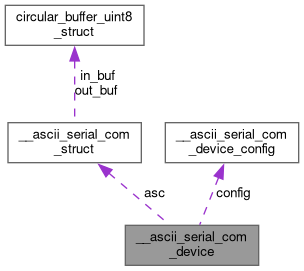 circular_buffer_uint8
_struct
in_buf
out_buf
__ascii_serial_com
_struct
__ascii_serial_com
_device_config
asc
config
__ascii_serial_com
_device